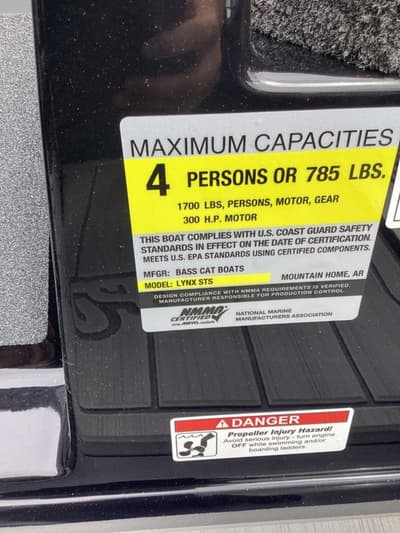 MAXIMUM CAPACITIES
4 PERSONS OR 785 LBS.
1700 LBS, PERSONS, MOTOR, GEAR
300 H.P. MOTOR
THIS BOAT COMPLIES WITH U.S. COAST GUARD SAFETY
STANDARDS IN EFFECT ON THE DATE OF CERTIFICATION.
MEETS U.S. EPA STANDARDS USING CERTIFIED COMPONENTS.
MFGR: BASS CAT BOATS MOUNTAIN HOME, AR
MODEL: LYNX STS
DESIGN COMPLIANCE WITH NMMA REQUIREMENTS IS VERIFIED.
MANUFACTURER RESPONSIBLE FOR PRODUCTION CONTROL.
NMMA
CERTIFIED
NATIONAL MARINE
MANUFACTURERS ASSOCIATION
DANGER
Propeller Injury Hazard!
Avoid serious injury - turn engine
OFF while swimming and/or
boarding ladders.